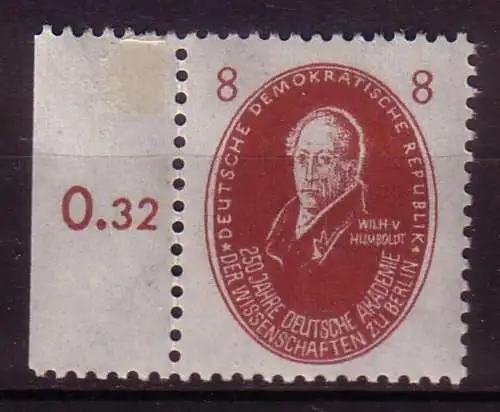 8 8
DEUTSCHE DEMOKRATISCHE REPUBLIK
0.32
WILH·V
HUMBOLDT
250 JAHRE DEUTSCHE AKADEMIE
DER WISSENSCHAFTEN ZU BERLIN